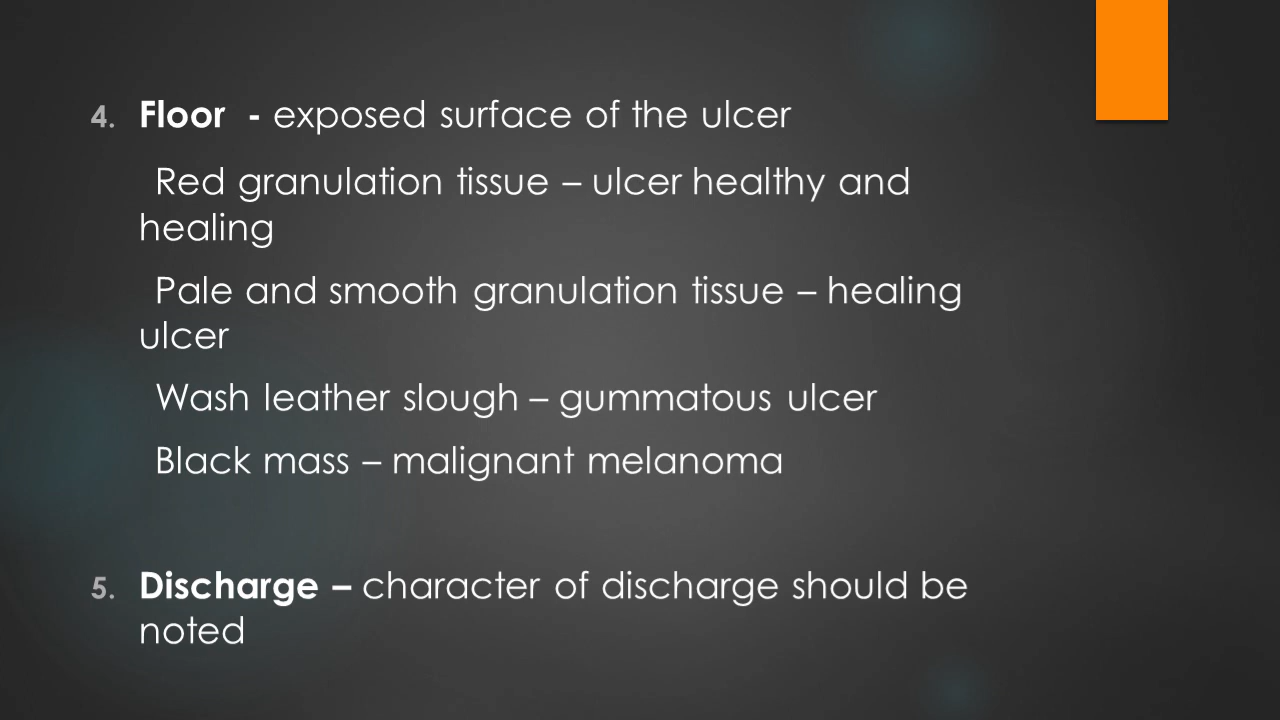 4. Floor - exposed surface of the ulcer
Red granulation tissue – ulcer healthy and
healing
Pale and smooth granulation tissue – healing
ulcer
Wash leather slough – gummatous ulcer
Black mass – malignant melanoma
5. Discharge – character of discharge should be
noted